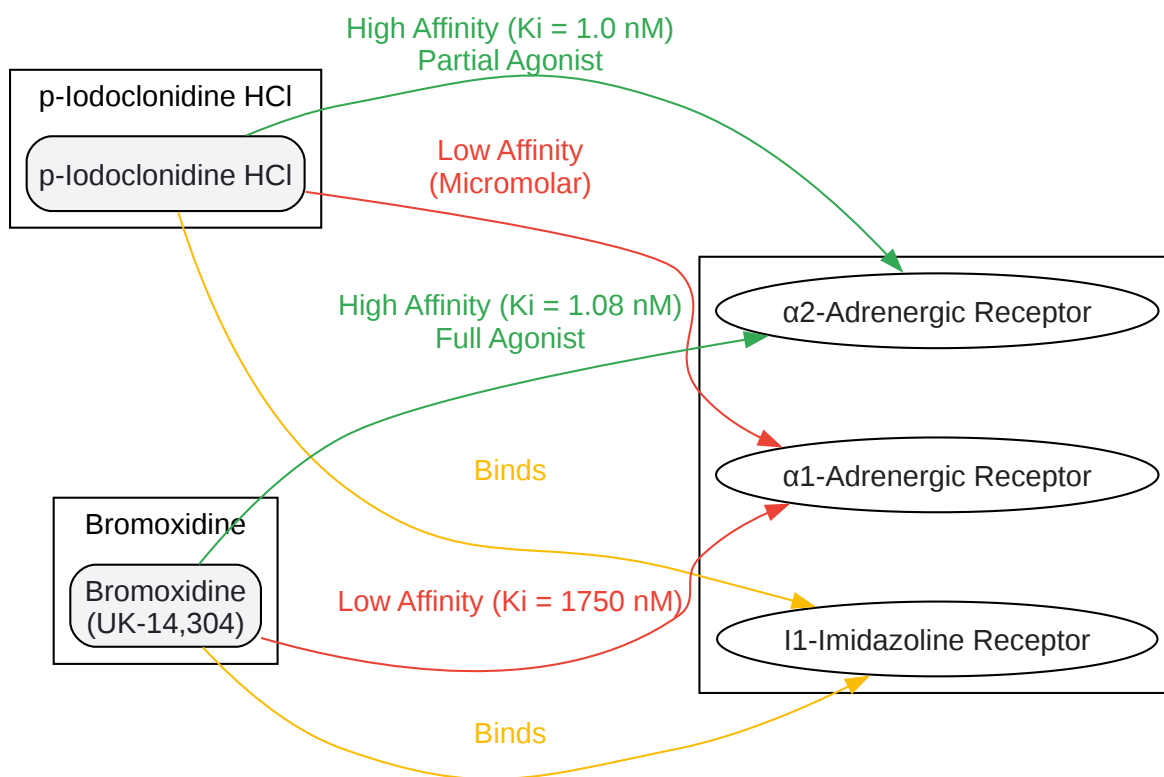 High Affinity (Ki = 1.0 nM)
Partial Agonist
p-Iodoclonidine HCl
p-Iodoclonidine HCl
Low Affinity
(Micromolar)
α2-Adrenergic Receptor
High Affinity (Ki = 1.08 nM)
Full Agonist
α1-Adrenergic Receptor
Binds
Bromoxidine
Bromoxidine
(UK-14,304)
Low Affinity (Ki = 1750 nM)
I1-Imidazoline Receptor
Binds